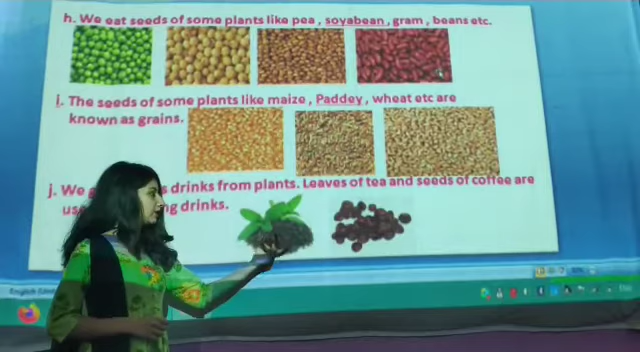 h. We eat seeds of some plants like pea , soyabean , gram , beans etc.
i. The seeds of some plants like maize , Paddey , wheat etc are
known as grains.
j. We drinks from plants. Leaves of tea and seeds of coffee are
drinks.